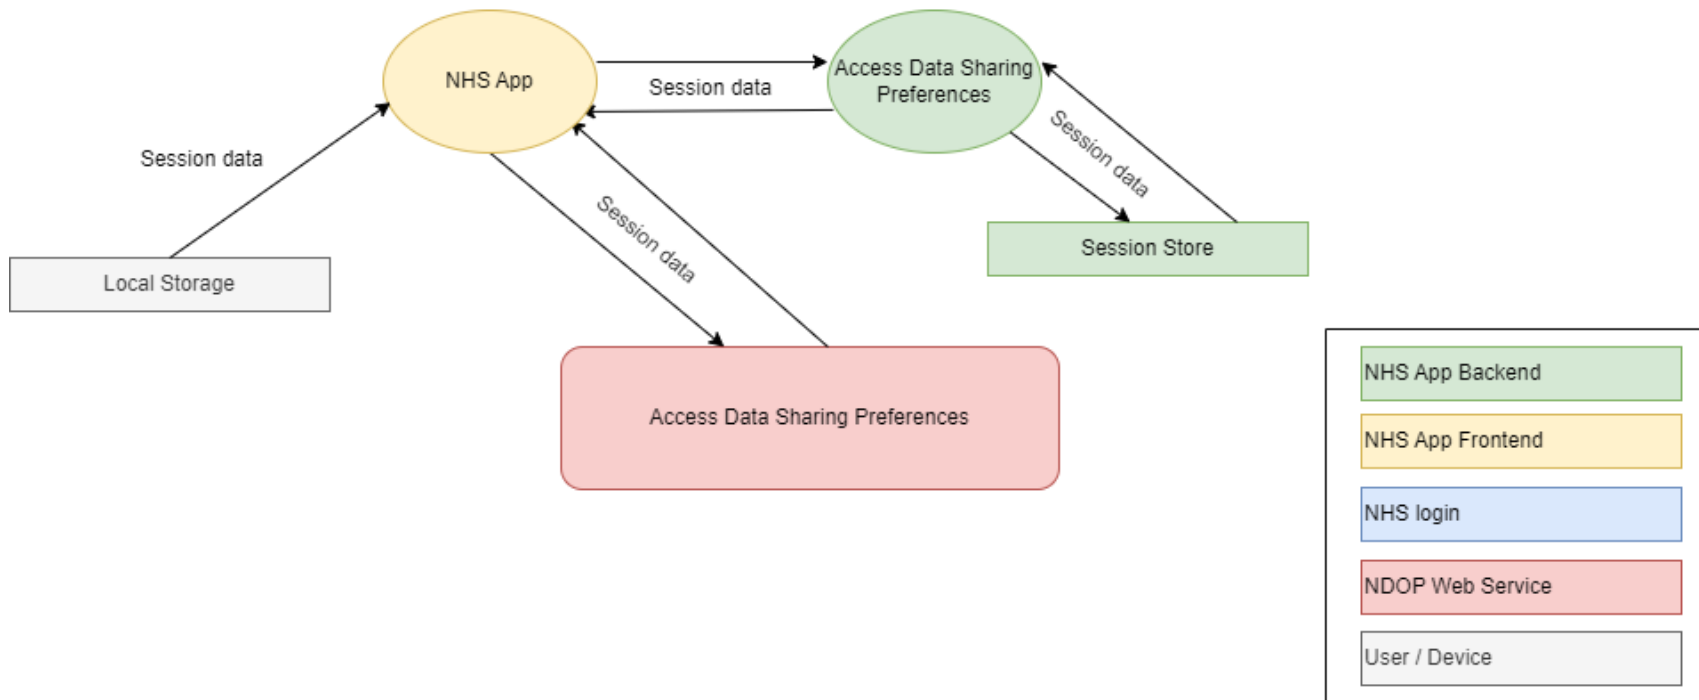 NHS App
Access Data Sharing
Preferences
Session data
Session data
Session data
Session data
Session Store
Local Storage
Access Data Sharing Preferences
NHS App Backend
NHS App Frontend
NHS login
NDOP Web Service
User / Device